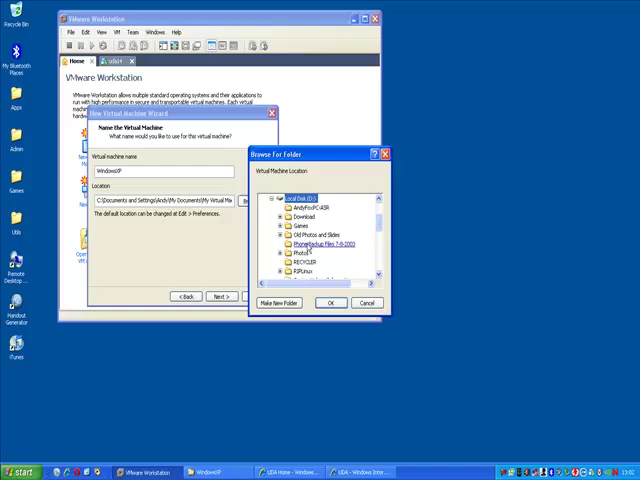 Recycle Bin
My Bluetooth Places
Apps
Admin
Games
Utils
Remote Desktop ...
Handout Generator
iTunes
VMware Workstation
File Edit View VM Team Windows Help
Home
VMware Workstation
VMware Workstation allows multiple standard operating systems and their applications to
run with high performance in secure and transportable virtual machines. Each virtual
New Virtual Machine Wizard
Name the Virtual Machine
What name would you like to use for this virtual machine?
Virtual machine name
WindowsXP
Location
C:\Documents and Settings\Andy\My Documents\My Virtual Ma
The default location can be changed at Edit > Preferences.
< Back
Next >
Browse For Folder
Virtual Machine Location
Local Disk (D:)
AndyFoxPC-ASR
Download
Games
Old Photos and Slides
Photos
RECYCLER
RIPLinux
Make New Folder
OK
Cancel
start
VMware Workstation
WindowsXP
UDA Home - Windows...
UDA - Windows Inter...
13:02